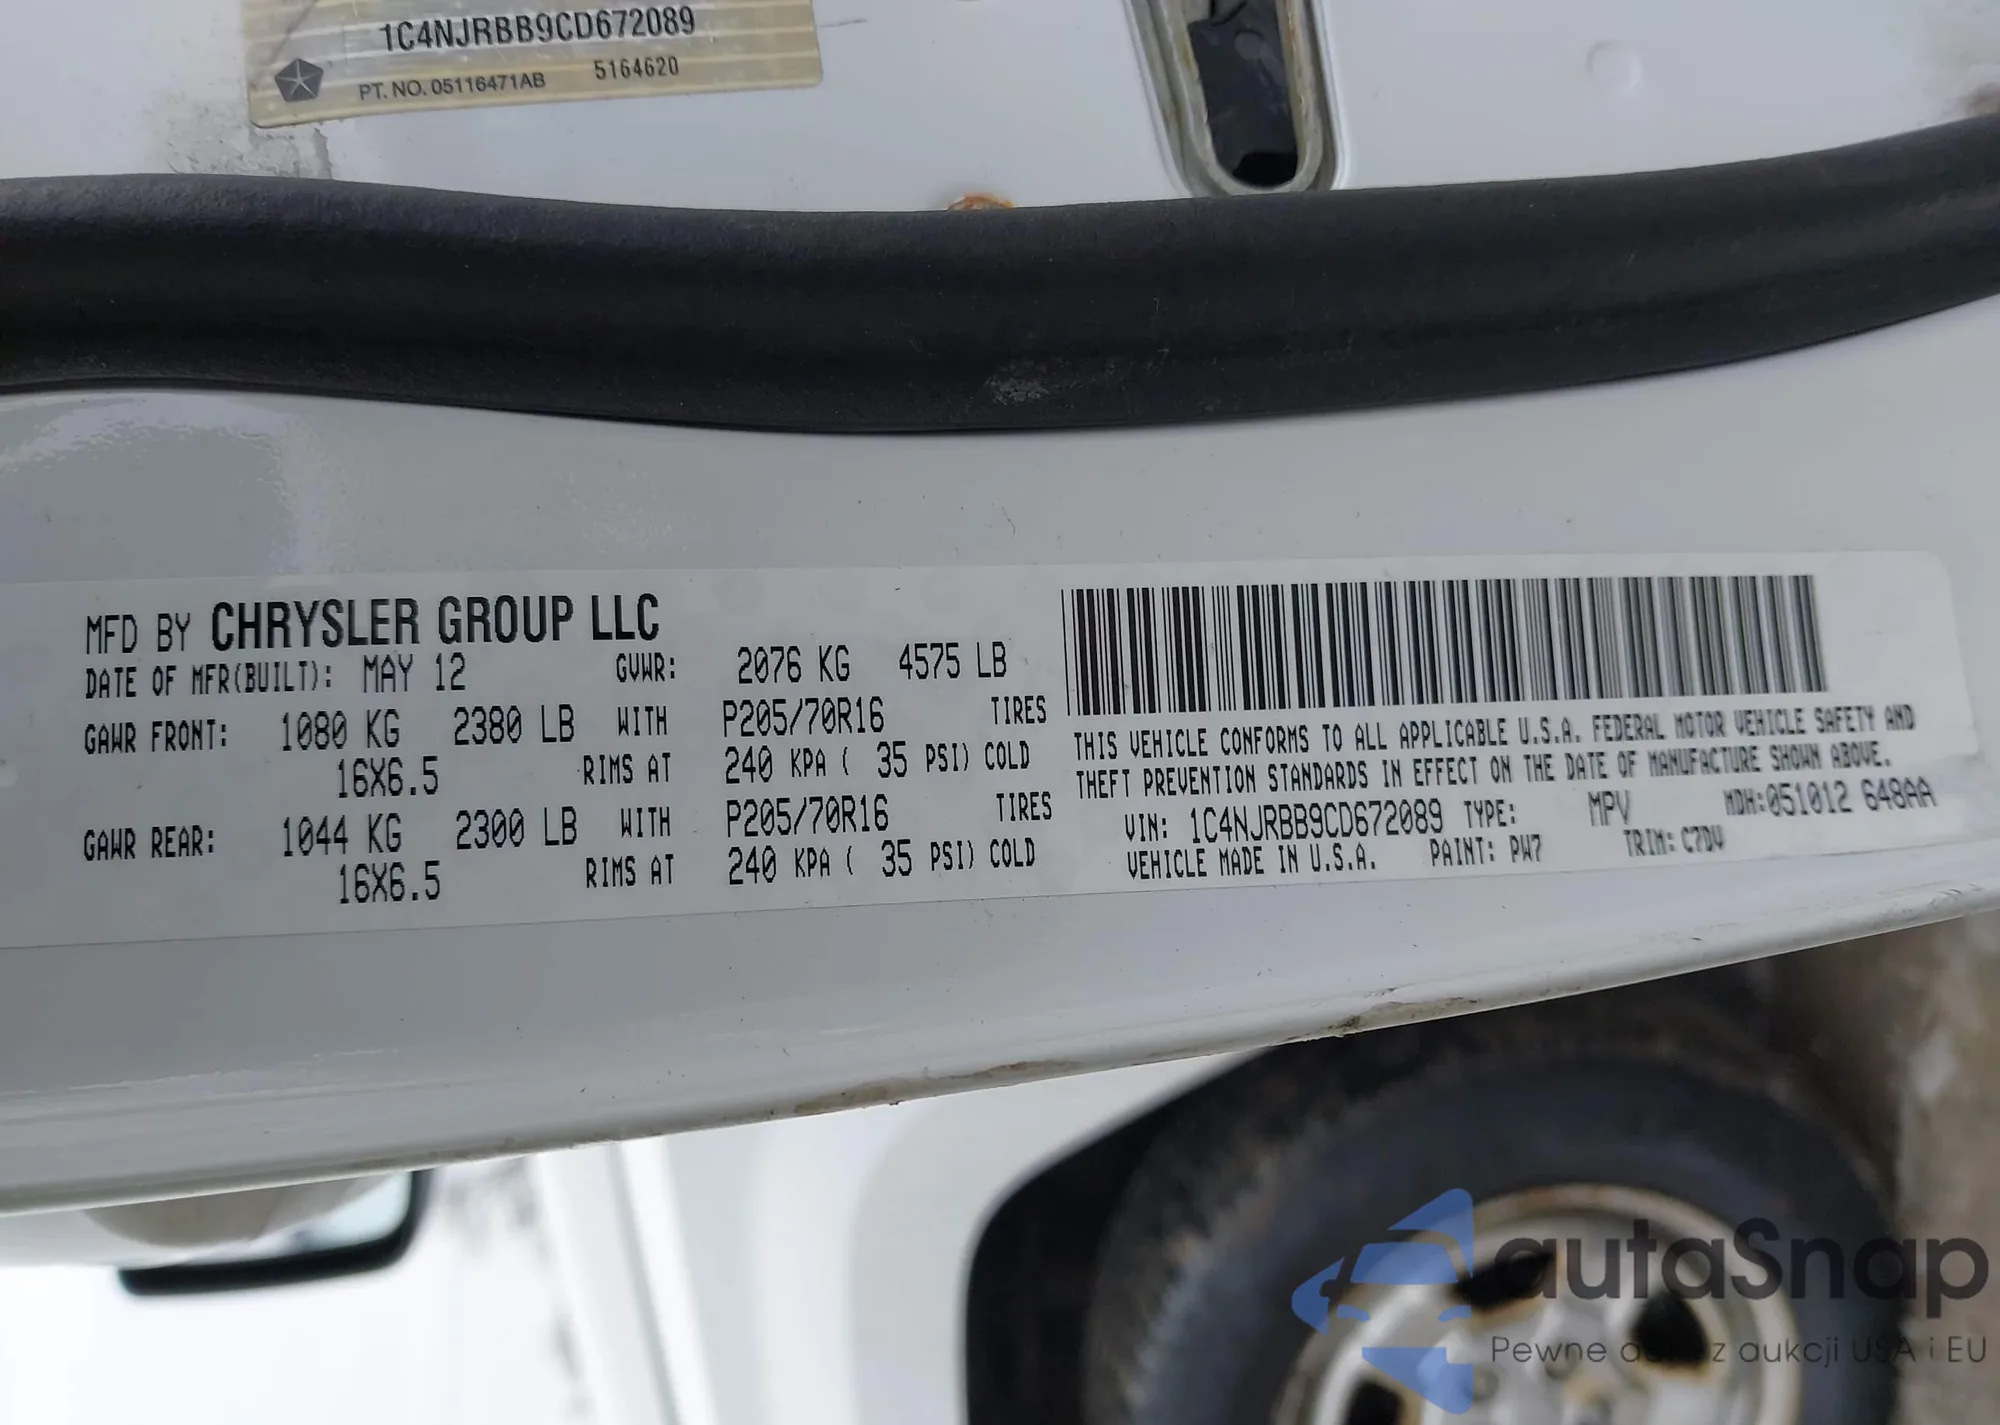 1C4NJRBB9CD672089
PT. NO. 05116471AB 5164620
MFD BY CHRYSLER GROUP LLC
DATE OF MFR(BUILT): MAY 12 GVWR: 2076 KG 4575 LB
GAWR FRONT: 1080 KG 2380 LB WITH P205/70R16 TIRES
16X6.5 RIMS AT 240 KPA ( 35 PSI) COLD
GAWR REAR: 1044 KG 2300 LB WITH P205/70R16 TIRES
16X6.5 RIMS AT 240 KPA ( 35 PSI) COLD
THIS VEHICLE CONFORMS TO ALL APPLICABLE U.S.A. FEDERAL MOTOR VEHICLE SAFETY AND
THEFT PREVENTION STANDARDS IN EFFECT ON THE DATE OF MANUFACTURE SHOWN ABOVE.
VIN: 1C4NJRBB9CD672089 TYPE: MPV MDH:051012 648AA
VEHICLE MADE IN U.S.A. PAINT: PW7 TRIM: C7DV
autaSnap
Pewne auta z aukcji USA i EU